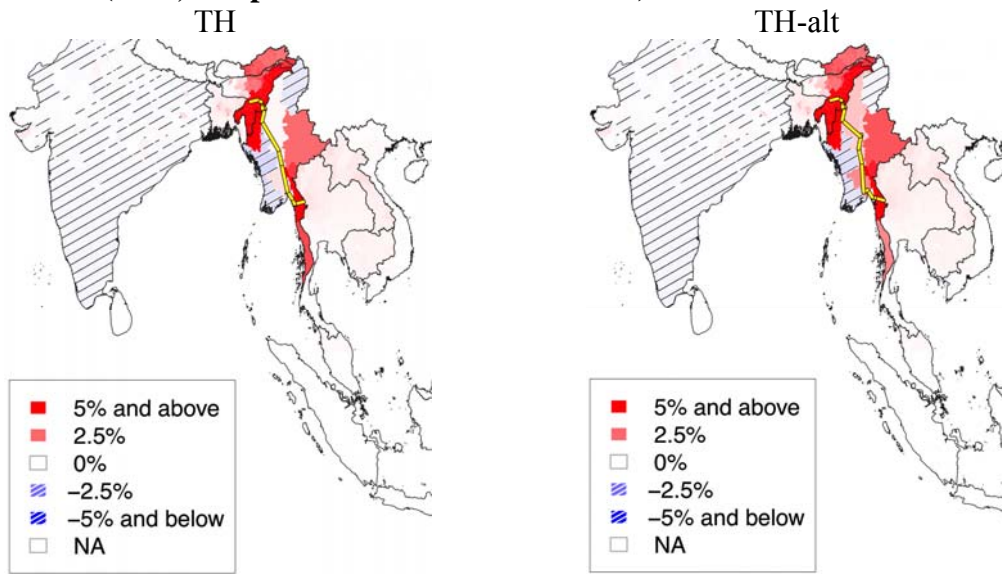 TH
TH-alt
5% and above
2.5%
0%
−2.5%
−5% and below
NA
5% and above
2.5%
0%
−2.5%
−5% and below
NA